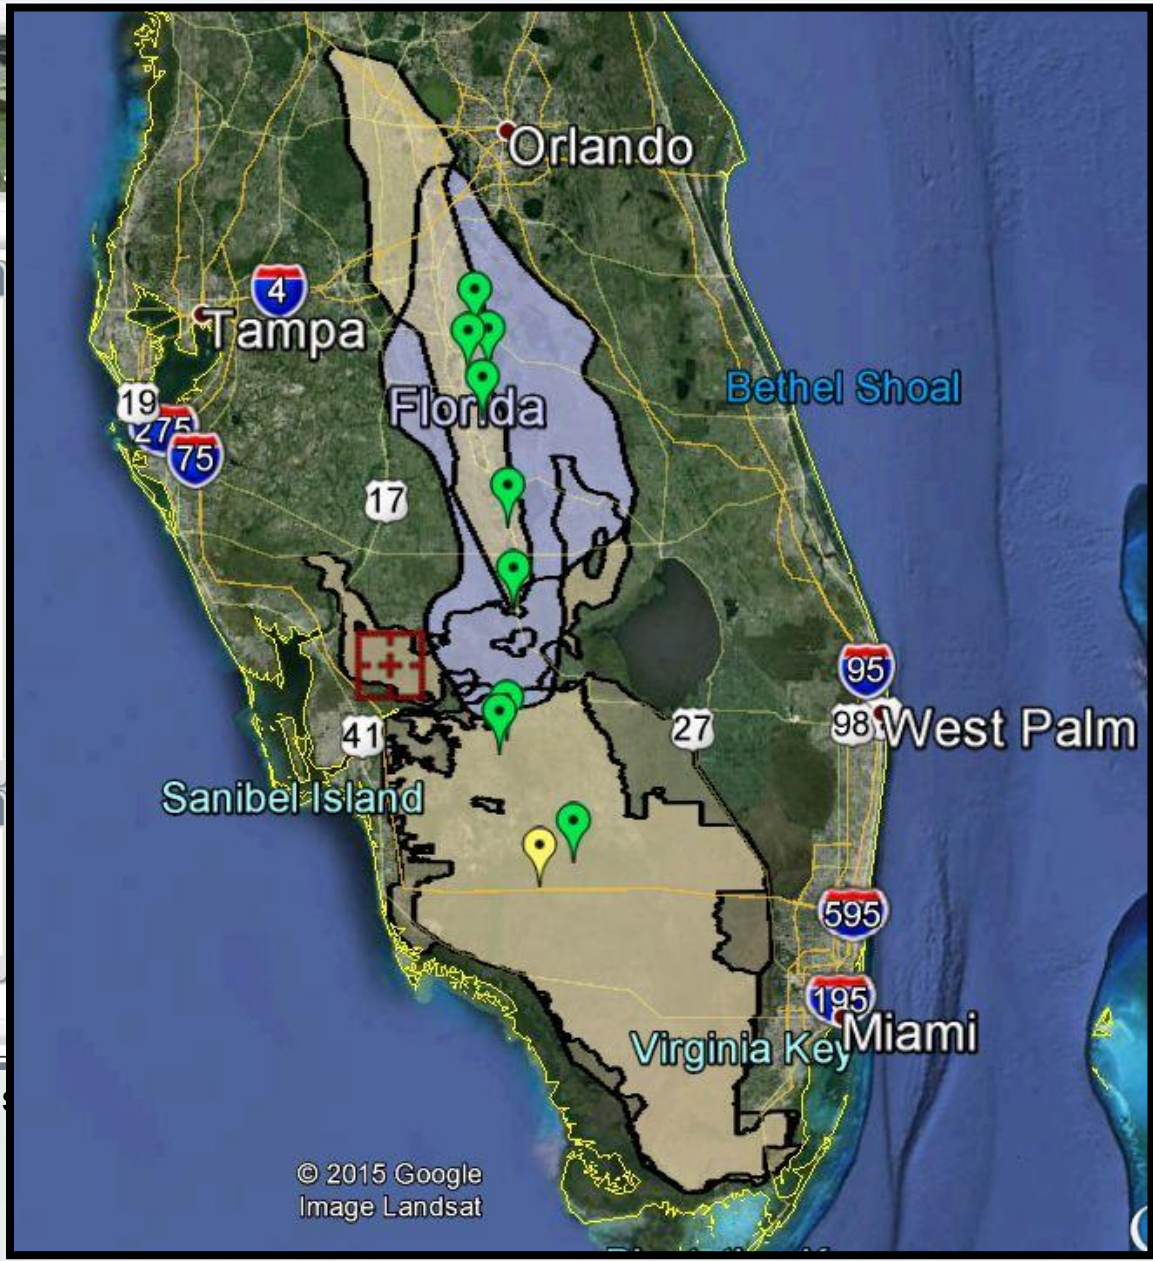 Orlando
4
Tampa
Bethel Shoal
19
Florida
275
75
17
95
27
98
West Palm
41
Sanibel Island
595
195
Miami
Virginia Key
© 2015 Google
Image Landsat